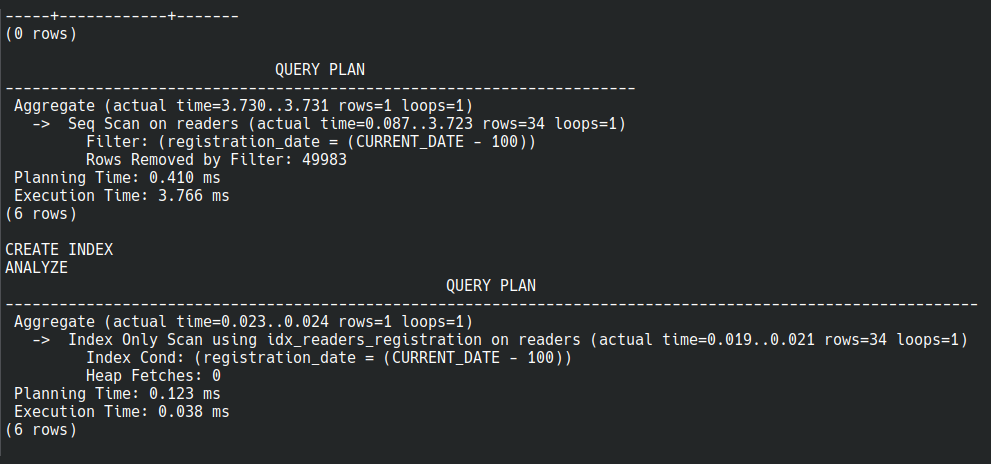 -----+------------+-------
(0 rows)
QUERY PLAN
----------------------------------------------------------------------
Aggregate (actual time=3.730..3.731 rows=1 loops=1)
->  Seq Scan on readers (actual time=0.087..3.723 rows=34 loops=1)
Filter: (registration_date = (CURRENT_DATE - 100))
Rows Removed by Filter: 49983
Planning Time: 0.410 ms
Execution Time: 3.766 ms
(6 rows)
CREATE INDEX
ANALYZE
QUERY PLAN
------------------------------------------------------------------------------------------------------------
Aggregate (actual time=0.023..0.024 rows=1 loops=1)
->  Index Only Scan using idx_readers_registration on readers (actual time=0.019..0.021 rows=34 loops=1)
Index Cond: (registration_date = (CURRENT_DATE - 100))
Heap Fetches: 0
Planning Time: 0.123 ms
Execution Time: 0.038 ms
(6 rows)